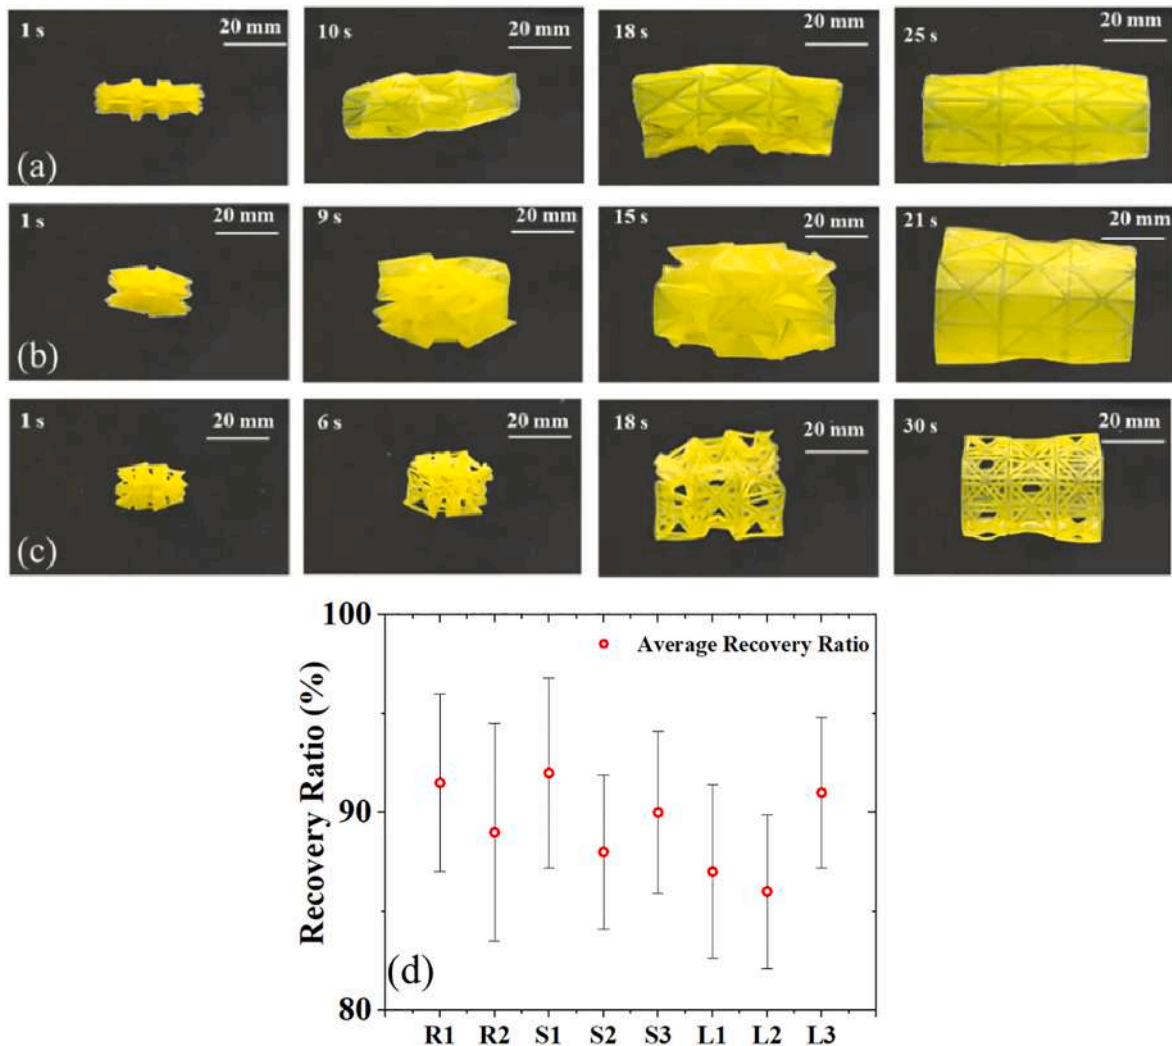 1 s 20 mm 10 s 20 mm 18 s 20 mm 25 s 20 mm
(a)
1 s 20 mm 9 s 20 mm 15 s 20 mm 21 s 20 mm
(b)
1 s 20 mm 6 s 20 mm 18 s 20 mm 30 s 20 mm
(c)
100
Average Recovery Ratio
Recovery Ratio (%)
90
(d)
80
R1 R2 S1 S2 S3 L1 L2 L3